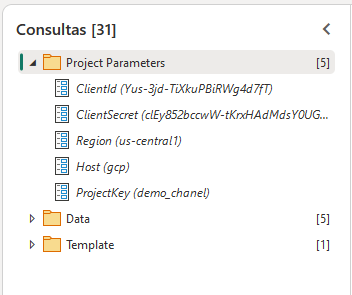 Consultas [31]
Project Parameters [5]
ClientId (Yus-3jd-TiXkuPBiRWg4d7fT)
ClientSecret (clEy852bccwW-tKrxHAdMdsY0UG...
Region (us-central1)
Host (gcp)
ProjectKey (demo_chanel)
Data [5]
Template [1]